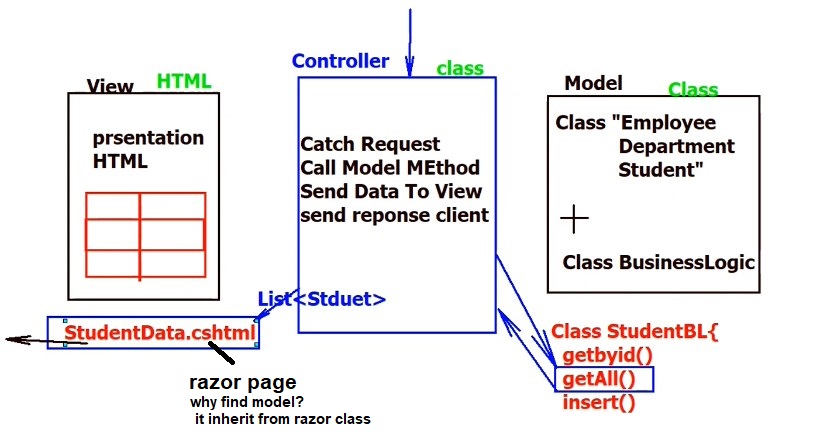 View HTML
prsentation
HTML
StudentData.cshtml
razor page
why find model?
it inherit from razor class
Controller
class
Catch Request
Call Model MEthod
Send Data To View
send reponse client
List<Stduet>
Model
Class
Class "Employee
Department
Student"
Class BusinessLogic
Class StudentBL{
getbyid()
getAll()
insert()